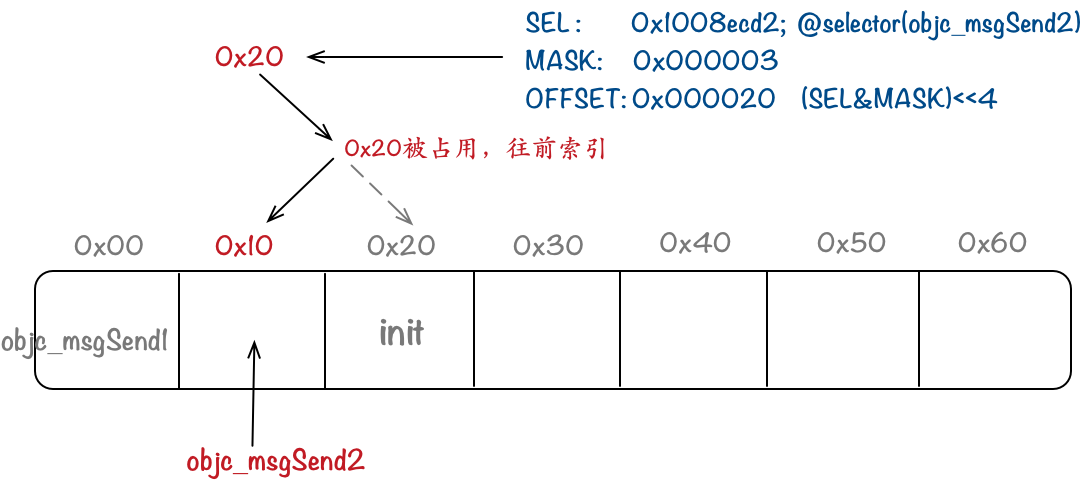 SEL: 0x1008ecd2; @selector(objc_msgSend2)
0x20
MASK: 0x000003
OFFSET:0x000020 (SEL&MASK)<<4
0x20被占用，往前索引
0x00 0x10 0x20 0x30 0x40 0x50 0x60
objc_msgSend1 init
objc_msgSend2